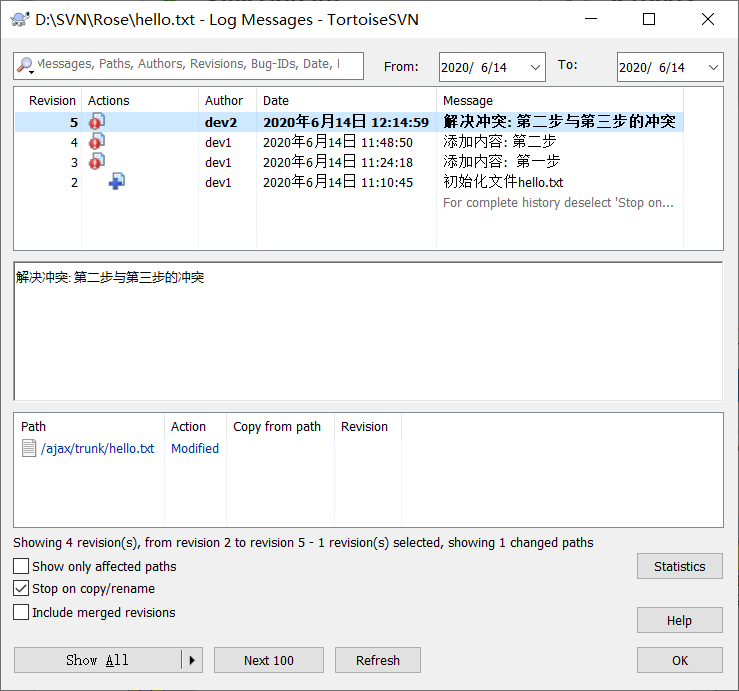 D:\SVN\Rose\hello.txt - Log Messages - TortoiseSVN
Messages, Paths, Authors, Revisions, Bug-IDs, Date, From: 2020/ 6/14 To: 2020/ 6/14
Revision Actions Author Date Message
5 dev2 2020年6月14日 12:14:59 解决冲突: 第二步与第三步的冲突
4 dev1 2020年6月14日 11:48:50 添加内容: 第二步
3 dev1 2020年6月14日 11:24:18 添加内容: 第一步
2 dev1 2020年6月14日 11:10:45 初始化文件hello.txt
For complete history deselect 'Stop on...
解决冲突: 第二步与第三步的冲突
Path Action Copy from path Revision
/ajax/trunk/hello.txt Modified
Showing 4 revision(s), from revision 2 to revision 5 - 1 revision(s) selected, showing 1 changed paths
Show only affected paths
Statistics
Stop on copy/rename
Include merged revisions
Help
Show All Next 100 Refresh OK